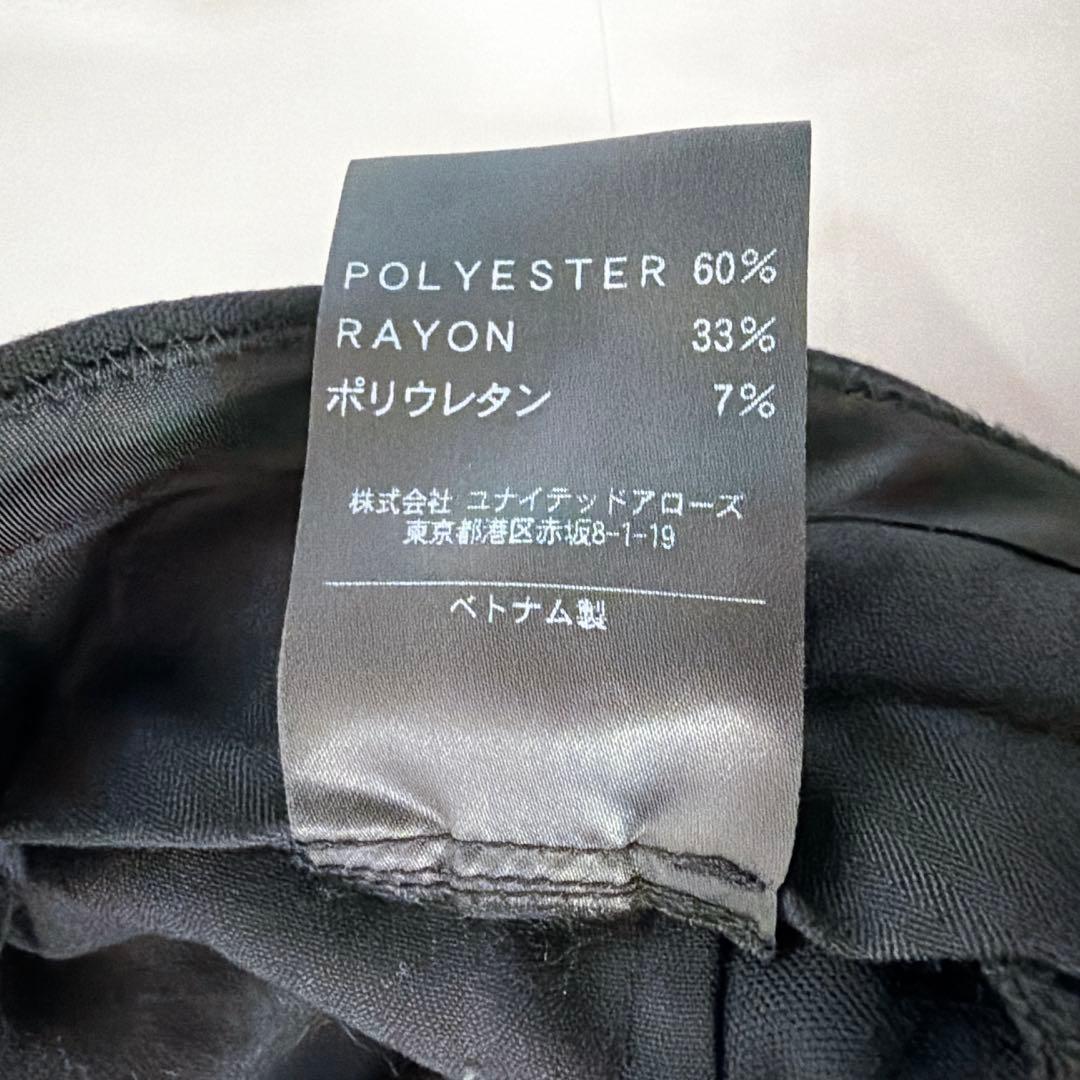 POLYESTER 60%
RAYON 33%
ポリウレタン 7%
株式会社 ユナイテッドアローズ
東京都港区赤坂8-1-19
ベトナム製